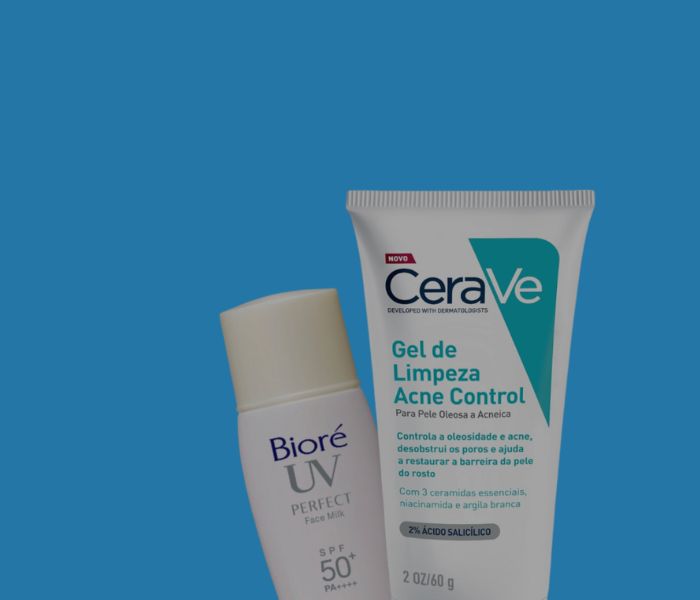 NOVO
CeraVe
DEVELOPED WITH DERMATOLOGISTS
Gel de
Limpeza
Acne Control
Para Pele Oleosa a Acneica
Controla a oleosidade e acne,
desobstrui os poros e ajuda
a restaurar a barreira da pele
do rosto
Com 3 ceramidas essenciais,
niacinamida e argila branca
2% ÁCIDO SALICÍLICO
2 OZ/60 g
Bioré
UV
PERFECT
Face Milk
SPF
50+
PA++++